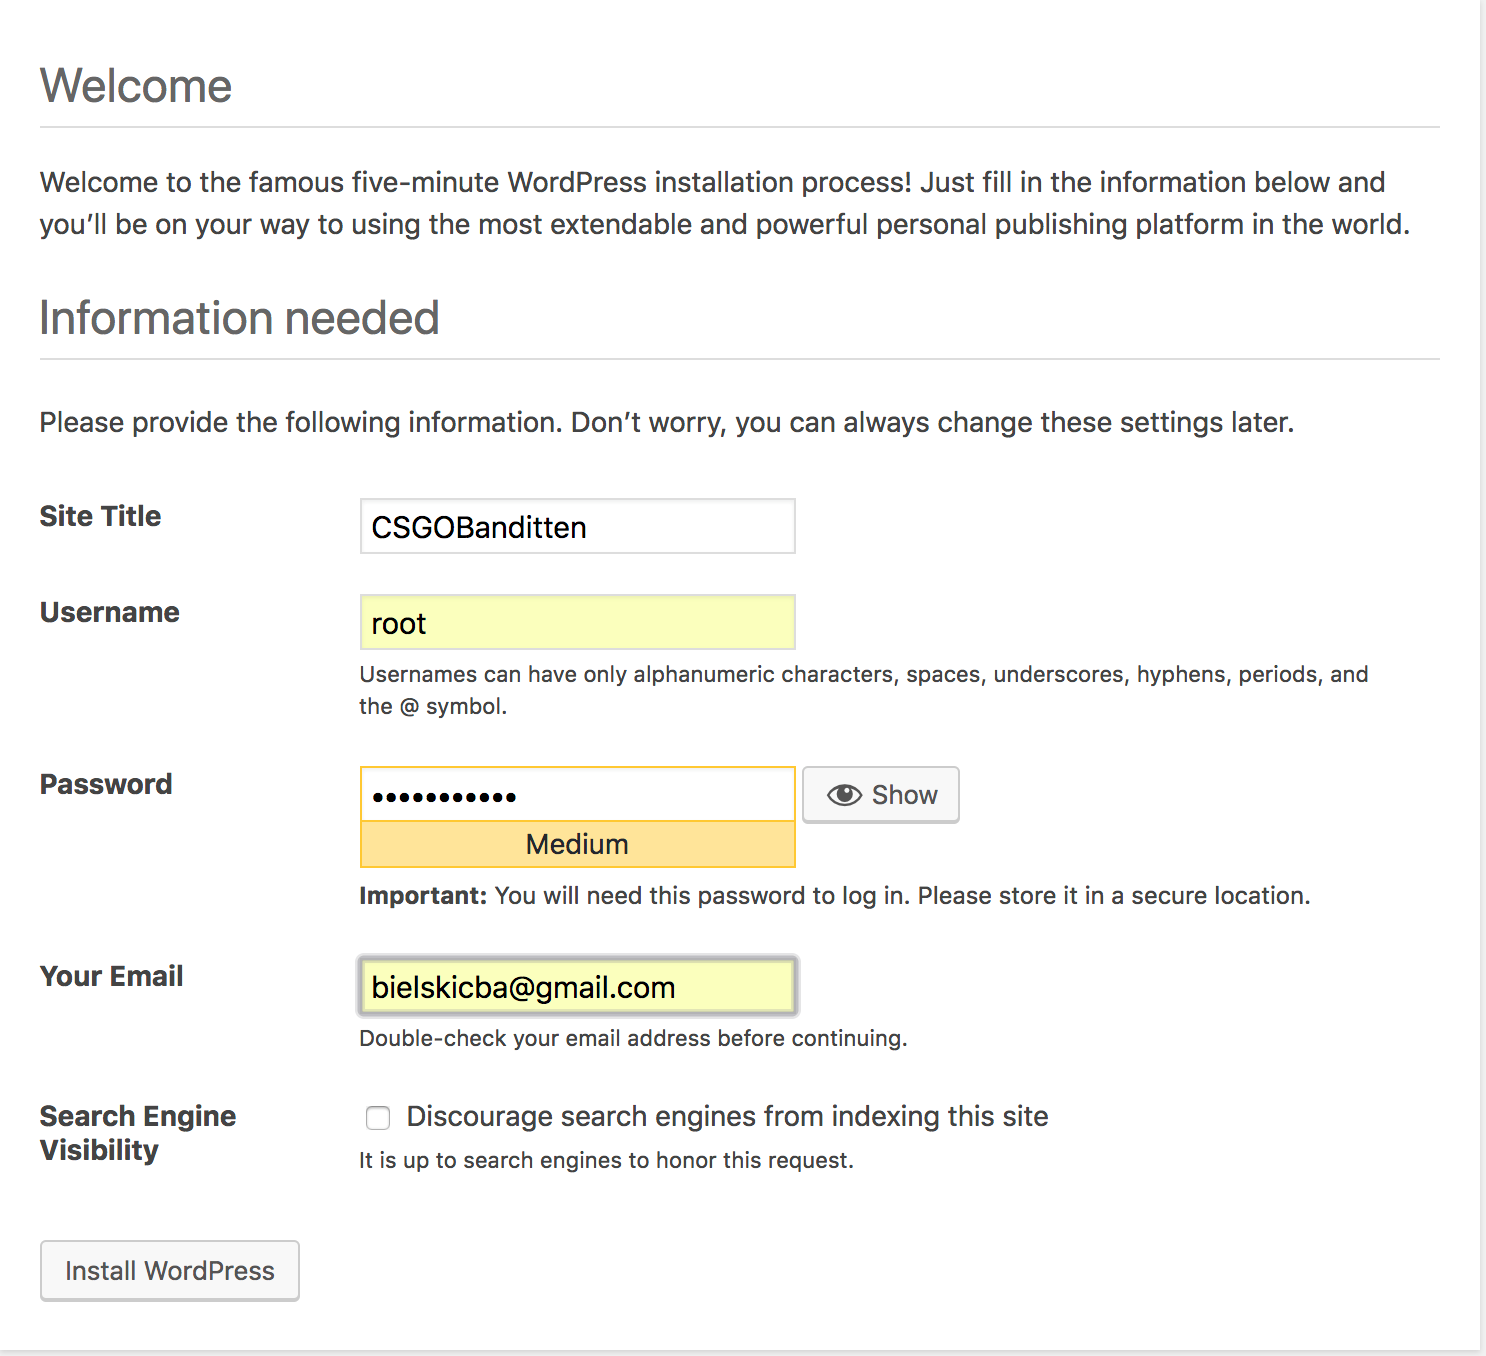 Welcome
Welcome to the famous five-minute WordPress installation process! Just fill in the information below and
you’ll be on your way to using the most extendable and powerful personal publishing platform in the world.
Information needed
Please provide the following information. Don’t worry, you can always change these settings later.
Site Title
CSGOBanditten
Username
root
Usernames can have only alphanumeric characters, spaces, underscores, hyphens, periods, and
the @ symbol.
Password
•••••••••••
Show
Medium
Important: You will need this password to log in. Please store it in a secure location.
Your Email
bielskicba@gmail.com
Double-check your email address before continuing.
Search Engine
Visibility
Discourage search engines from indexing this site
It is up to search engines to honor this request.
Install WordPress